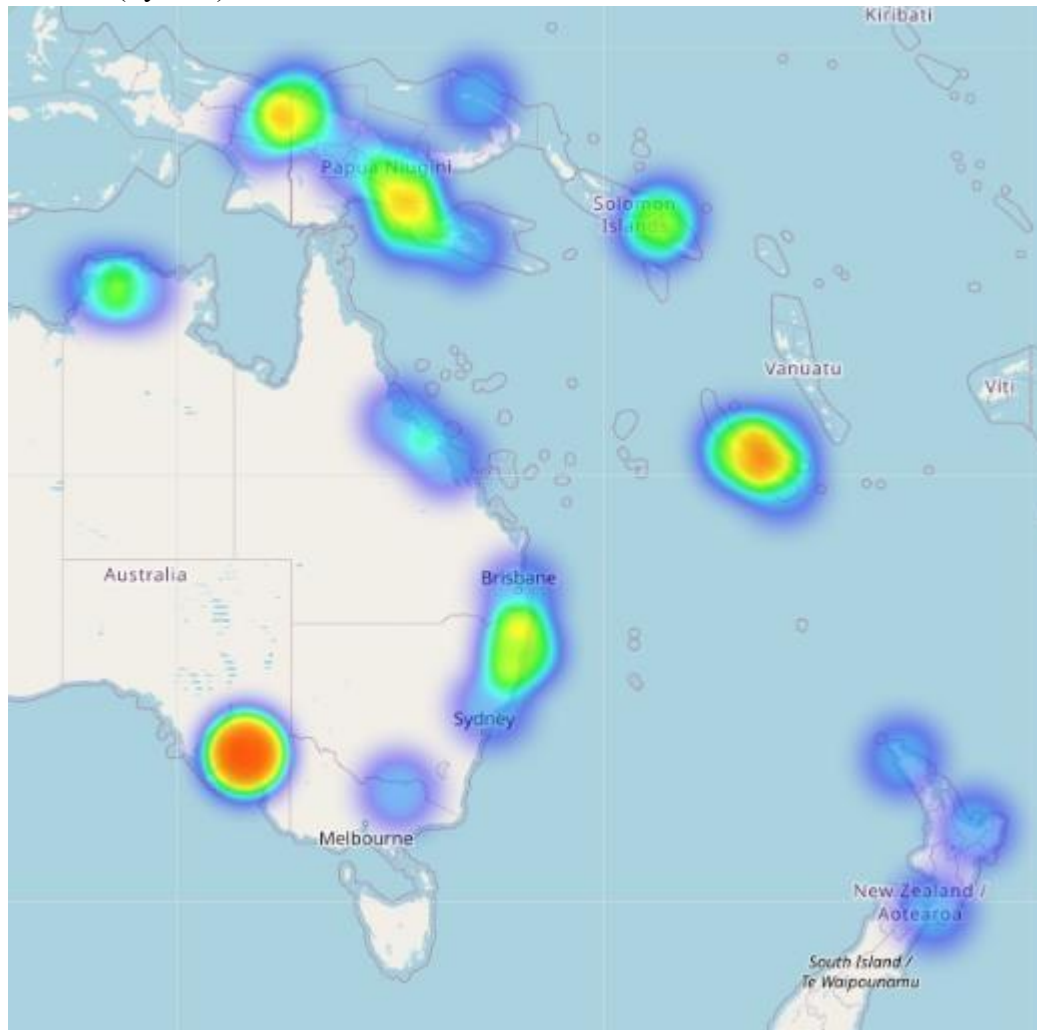 Kiribati
Papua Niugini
Solomon
Islands
Vanuatu
Viti
Australia
Brisbane
Sydney
Melbourne
New Zealand /
Aotearoa
South Island /
Te Waipounamu